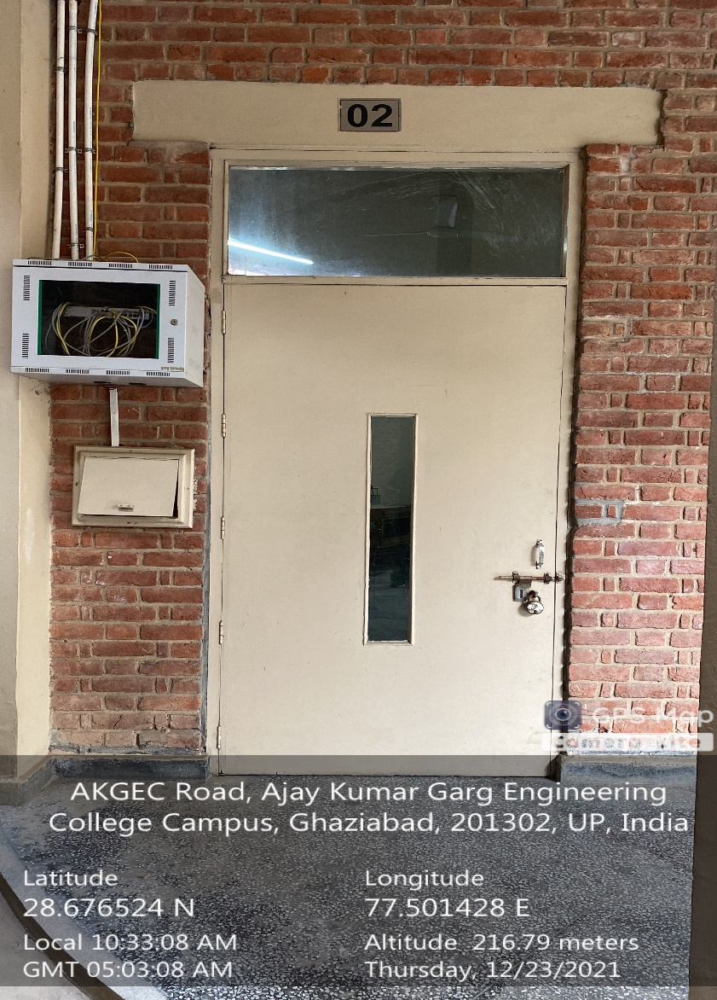 02
GPS Map
camera lite
AKGEC Road, Ajay Kumar Garg Engineering
College Campus, Ghaziabad, 201302, UP, India
Latitude
28.676524 N
Longitude
77.501428 E
Local 10:33:08 AM
GMT 05:03:08 AM
Altitude 216.79 meters
Thursday, 12/23/2021